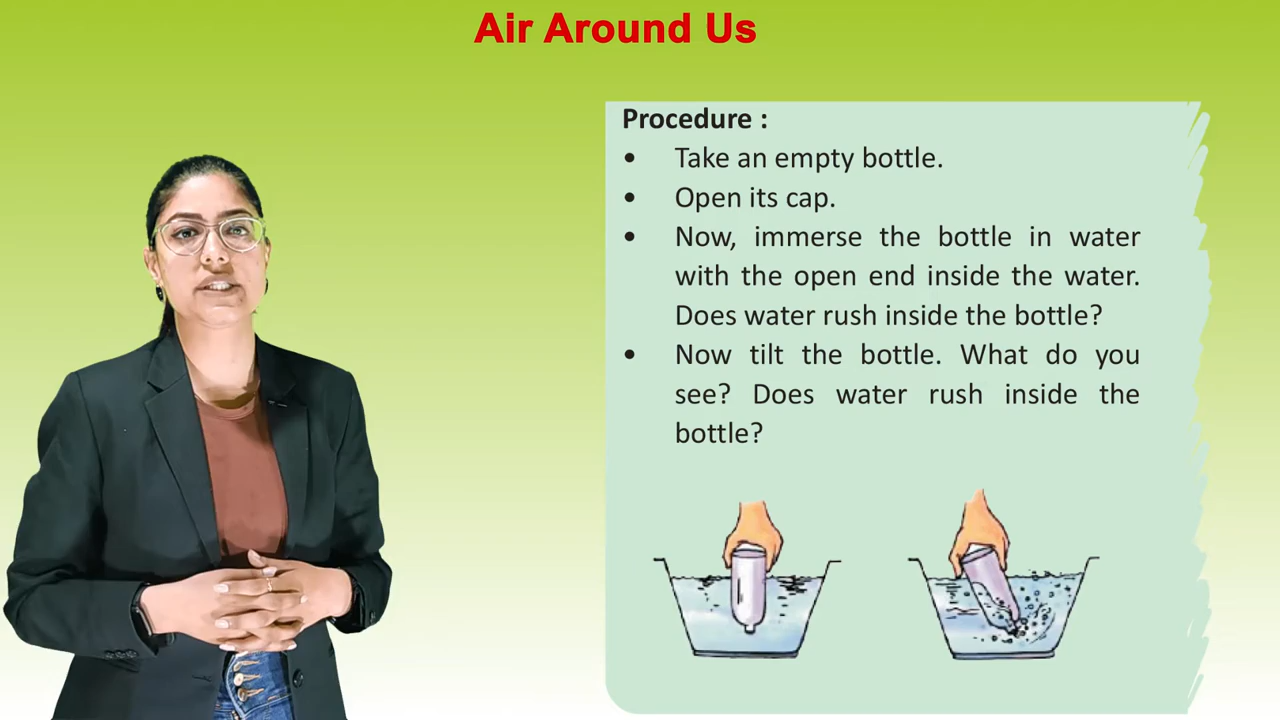 Air Around Us
Procedure :
• Take an empty bottle.
• Open its cap.
• Now, immerse the bottle in water
with the open end inside the water.
Does water rush inside the bottle?
• Now tilt the bottle. What do you
see? Does water rush inside the
bottle?